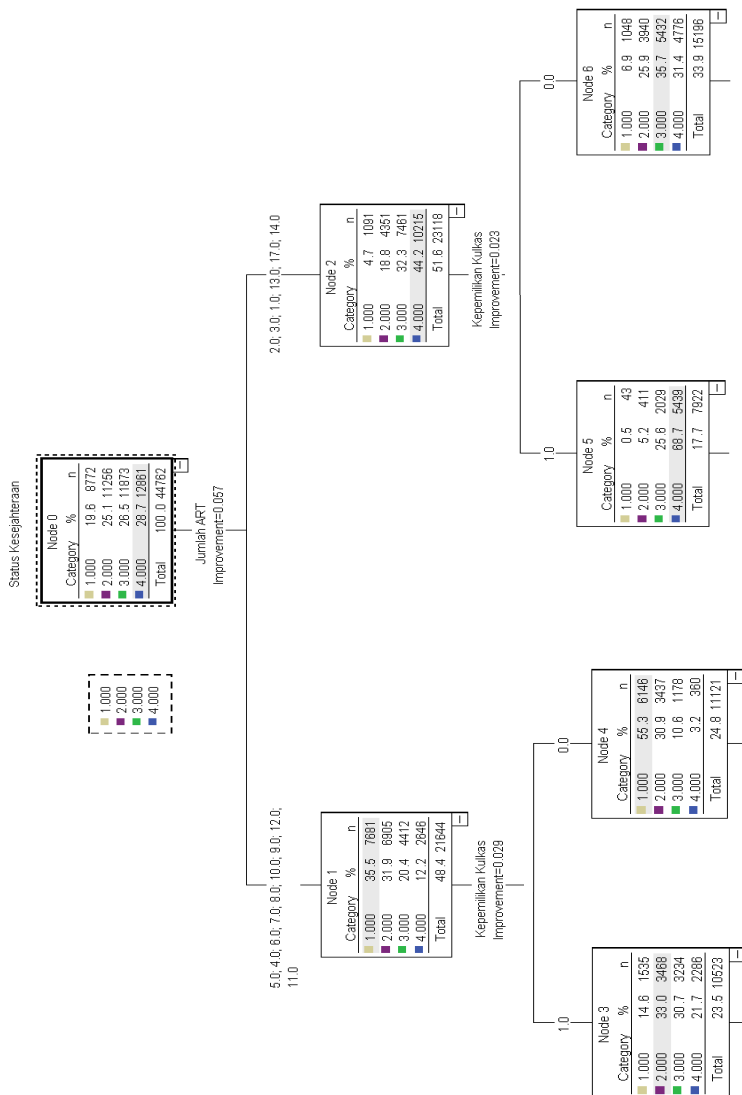 Status Kesejahteraan
1.000
2.000
3.000
4.000
Node 0
Category % n
1.000 19.6 8772
2.000 25.1 11256
3.000 26.5 11873
4.000 28.7 12861
Total 100.0 44762
Jumlah ART
Improvement=0.057
5.0; 4.0; 6.0; 7.0; 8.0; 10.0; 9.0; 12.0;
11.0
Node 1
Category % n
1.000 35.5 7681
2.000 31.9 6905
3.000 20.4 4412
4.000 12.2 2646
Total 48.4 21644
Kepemilikan Kulkas
Improvement=0.029
2.0; 3.0; 1.0; 13.0; 17.0; 14.0
Node 2
Category % n
1.000 4.7 1091
2.000 18.8 4351
3.000 32.3 7461
4.000 44.2 10215
Total 51.6 23118
Kepemilikan Kulkas
Improvement=0.023
1.0
Node 3
Category % n
1.000 14.6 1535
2.000 33.0 3468
3.000 30.7 3234
4.000 21.7 2286
Total 23.5 10523
0.0
Node 4
Category % n
1.000 55.3 6146
2.000 30.9 3437
3.000 10.6 1178
4.000 3.2 360
Total 24.8 11121
1.0
Node 5
Category % n
1.000 0.5 43
2.000 5.2 411
3.000 25.6 2029
4.000 68.7 5439
Total 17.7 7922
0.0
Node 6
Category % n
1.000 6.9 1048
2.000 25.9 3940
3.000 35.7 5432
4.000 31.4 4776
Total 33.9 15196